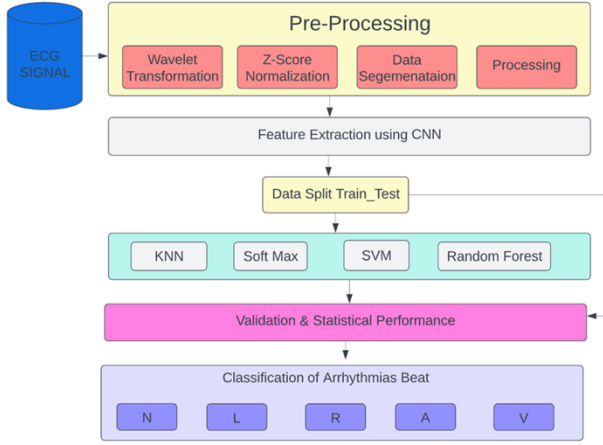 ECG
SIGNAL
Pre-Processing
Wavelet
Transformation
Z-Score
Normalization
Data
Segemenataion
Processing
Feature Extraction using CNN
Data Split Train_Test
KNN
Soft Max
SVM
Random Forest
Validation & Statistical Performance
Classification of Arrhythmias Beat
N
L
R
A
V